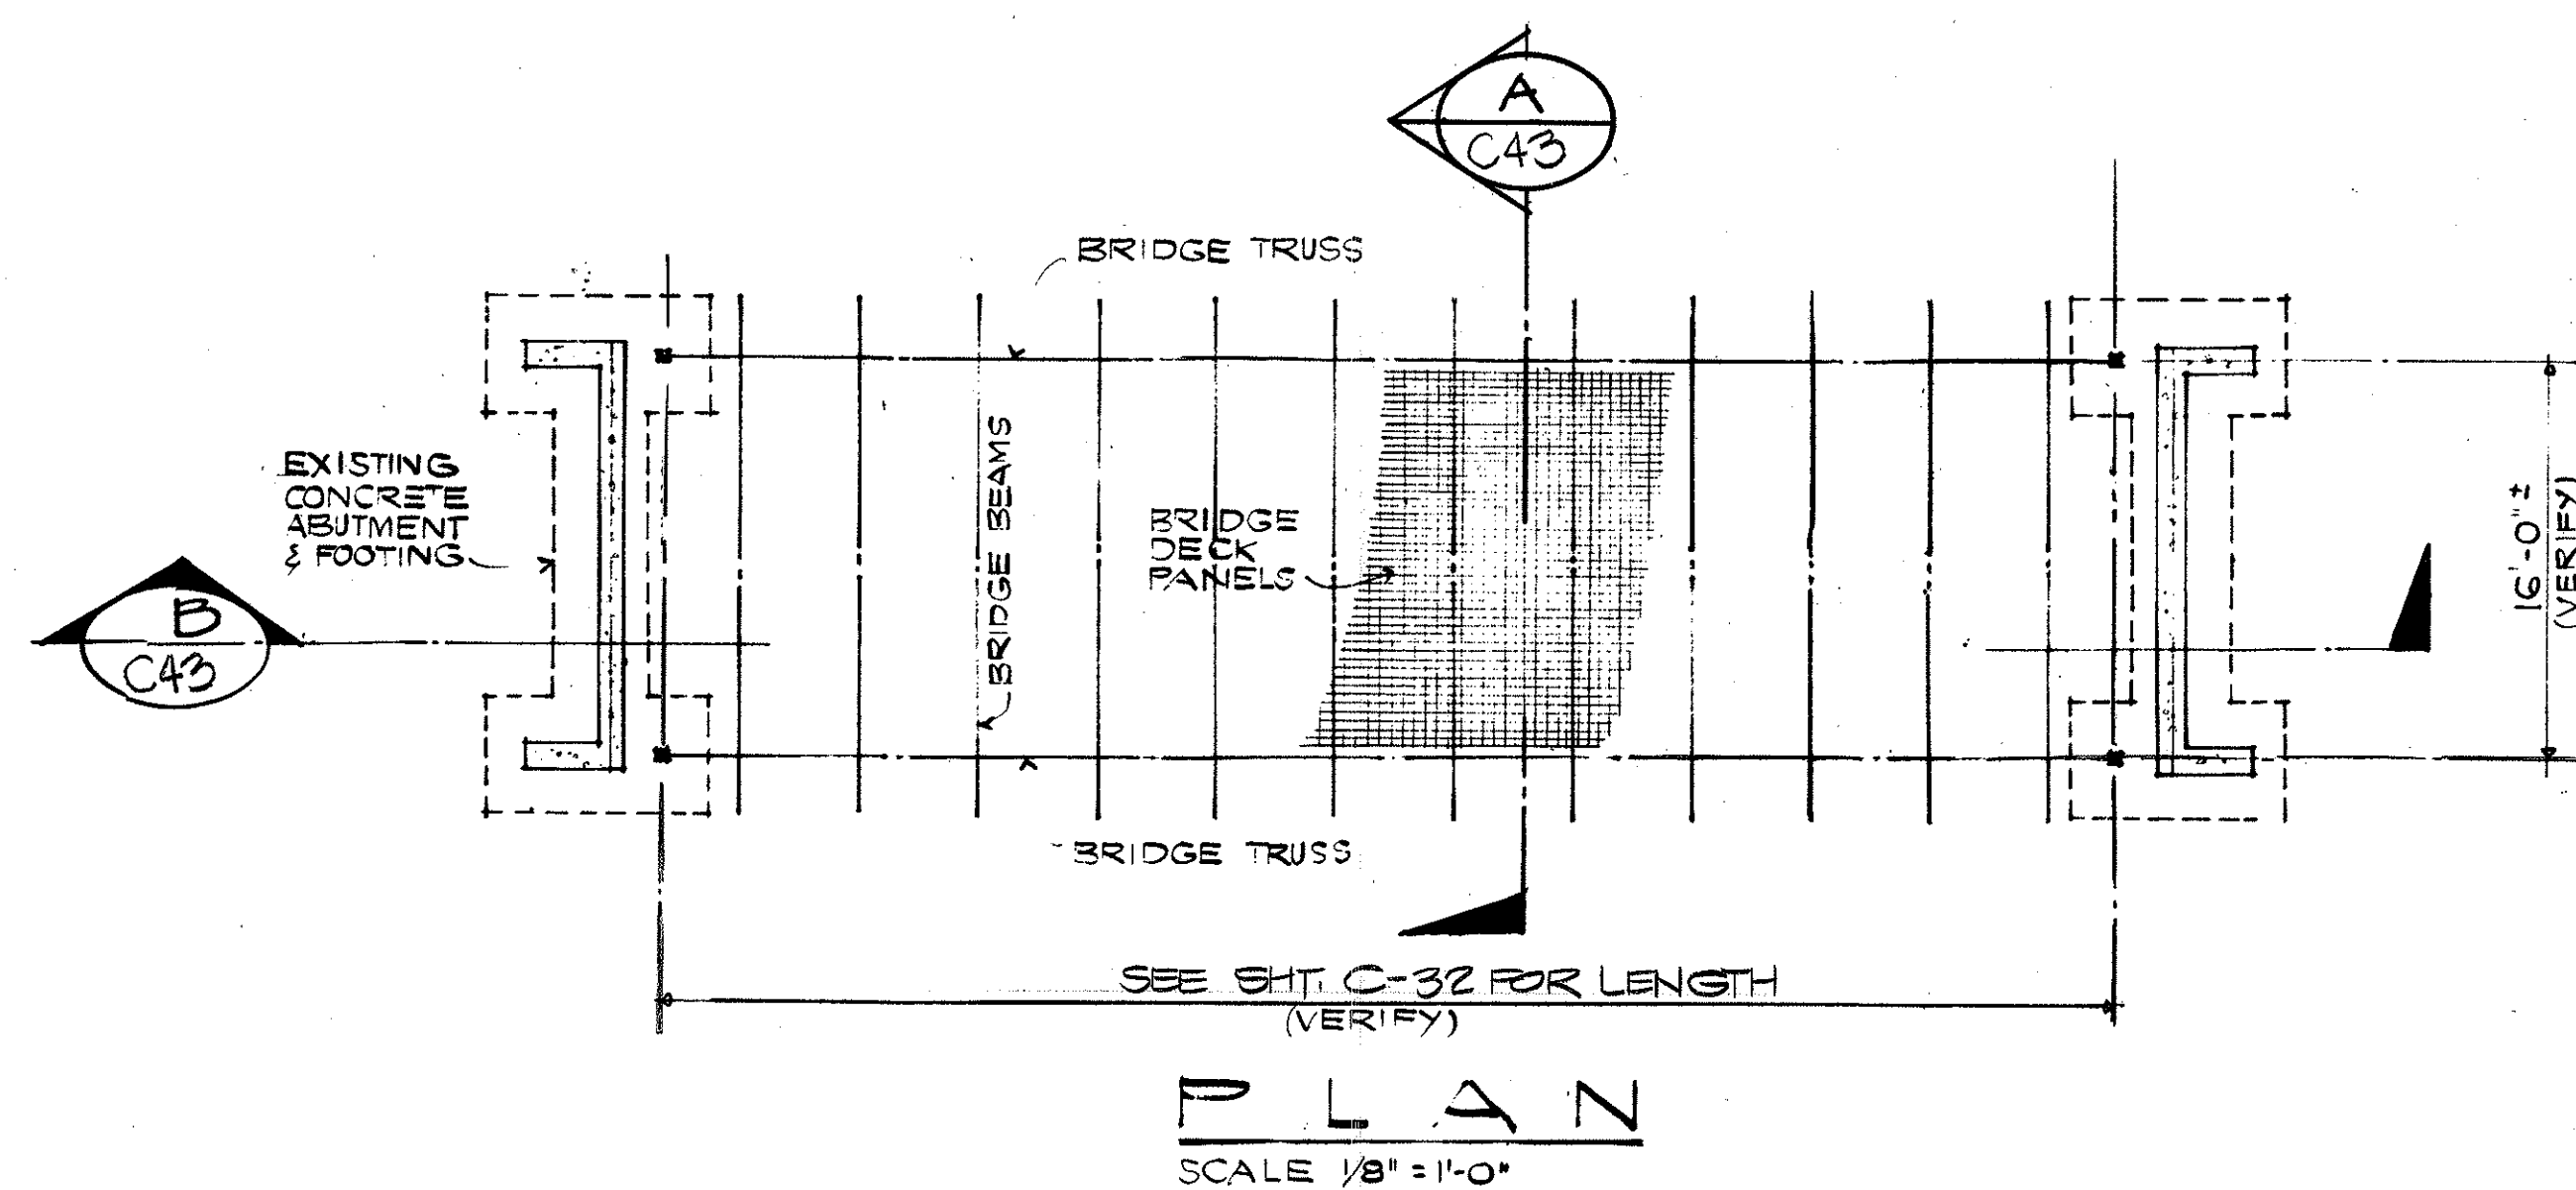 A
C43
BRIDGE TRUSS
EXISTING
CONCRETE
ABUTMENT
& FOOTING
B
C43
BRIDGE BEAMS
BRIDGE
DECK
PANELS
16'-0" ±
(VERIFY)
BRIDGE TRUSS
SEE SHT. C-32 FOR LENGTH
(VERIFY)
PLAN
SCALE 1/8" = 1'-0"